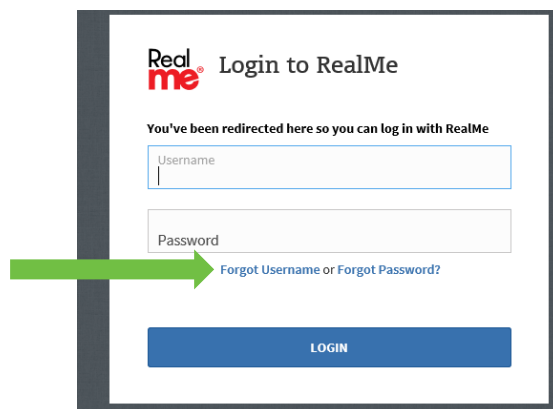 Real
me® Login to RealMe
You've been redirected here so you can log in with RealMe
Username
Password
Forgot Username or Forgot Password?
LOGIN